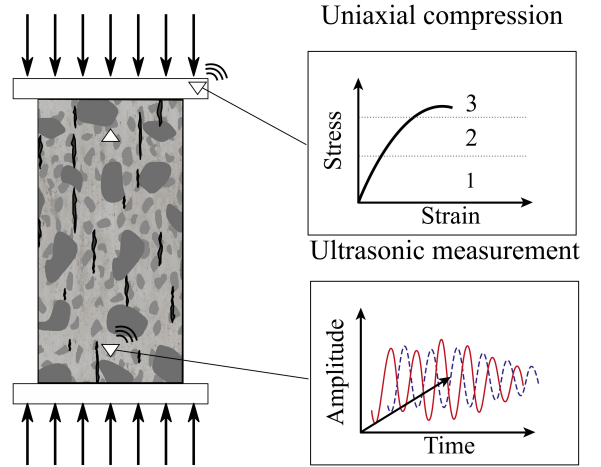 Uniaxial compression
Stress
3
2
1
Strain
Ultrasonic measurement
Amplitude
Time